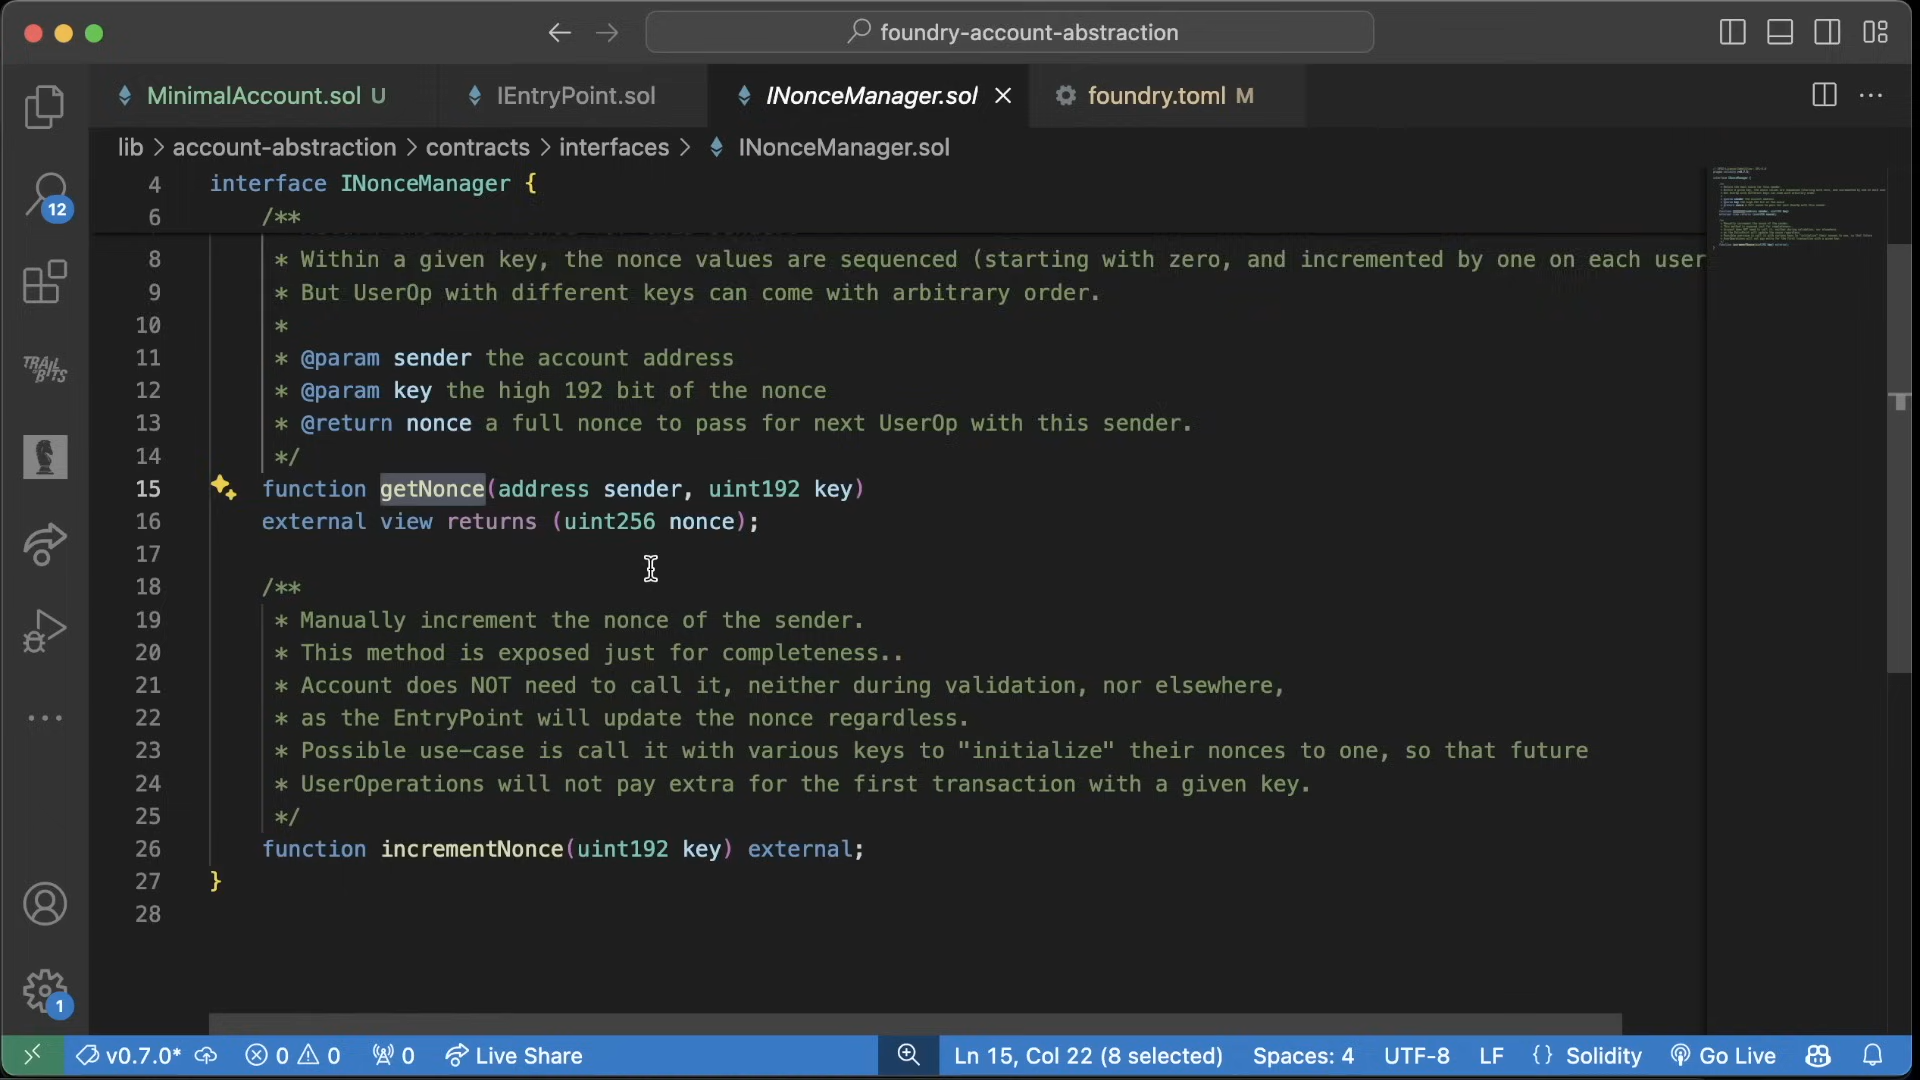 foundry-account-abstraction
MinimalAccount.sol U
IEntryPoint.sol
INonceManager.sol
foundry.toml M
lib > account-abstraction > contracts > interfaces > INonceManager.sol
4 interface INonceManager {
6 /**
8 * Within a given key, the nonce values are sequenced (starting with zero, and incremented by one on each user
9 * But UserOp with different keys can come with arbitrary order.
10 *
11 * @param sender the account address
12 * @param key the high 192 bit of the nonce
13 * @return nonce a full nonce to pass for next UserOp with this sender.
14 */
15 function getNonce(address sender, uint192 key)
16 external view returns (uint256 nonce);
17
18 /**
19 * Manually increment the nonce of the sender.
20 * This method is exposed just for completeness..
21 * Account does NOT need to call it, neither during validation, nor elsewhere,
22 * as the EntryPoint will update the nonce regardless.
23 * Possible use-case is call it with various keys to "initialize" their nonces to one, so that future
24 * UserOperations will not pay extra for the first transaction with a given key.
25 */
26 function incrementNonce(uint192 key) external;
27 }
28
12
TRAIL OF BITS
1
v0.7.0* 0 0 0 Live Share Ln 15, Col 22 (8 selected) Spaces: 4 UTF-8 LF {} Solidity Go Live